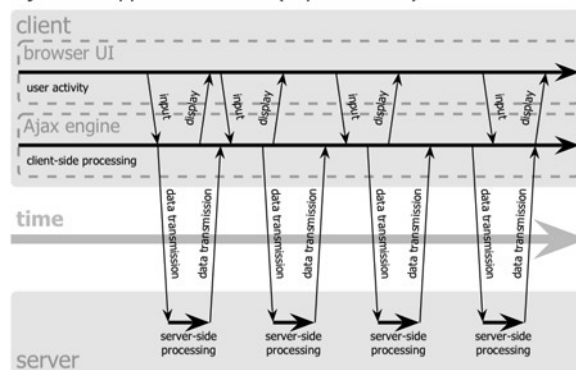 client
browser UI
user activity
input
display
input
display
input
display
input
display
Ajax engine
client-side processing
data transmission
data transmission
data transmission
data transmission
data transmission
data transmission
data transmission
data transmission
time
server-side
processing
server-side
processing
server-side
processing
server-side
processing
server